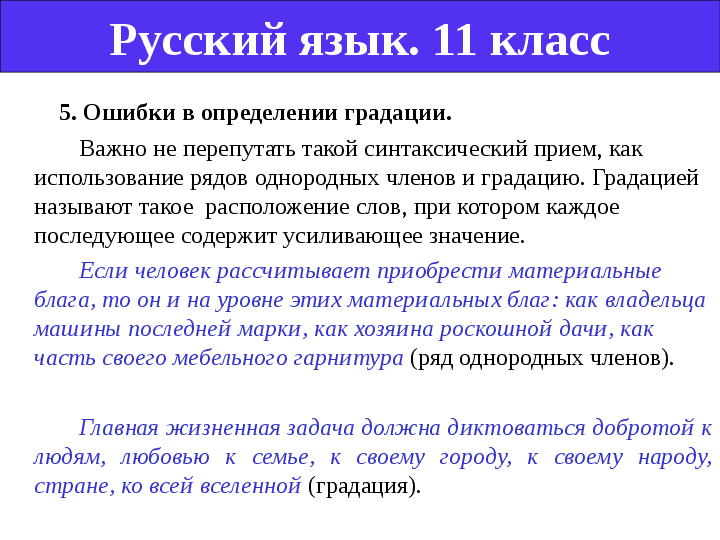 Русский язык. 11 класс
5. Ошибки в определении градации.
Важно не перепутать такой синтаксический прием, как
использование рядов однородных членов и градацию. Градацией
называют такое расположение слов, при котором каждое
последующее содержит усиливающее значение.
Если человек рассчитывает приобрести материальные
блага, то он и на уровне этих материальных благ: как владельца
машины последней марки, как хозяина роскошной дачи, как
часть своего мебельного гарнитура (ряд однородных членов).
Главная жизненная задача должна диктоваться добротой к
людям, любовью к семье, к своему городу, к своему народу,
стране, ко всей вселенной (градация).